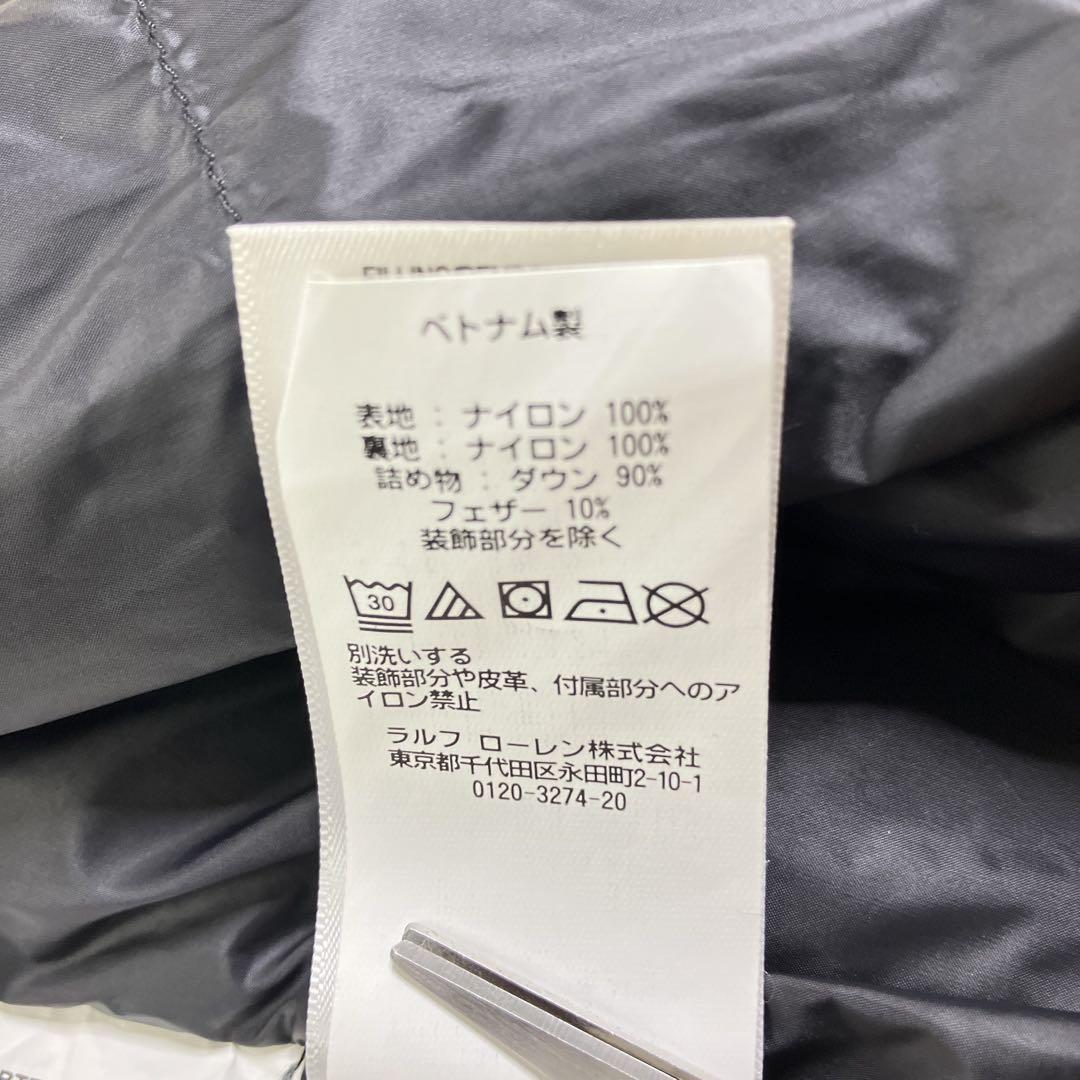 ベトナム製
表地 : ナイロン 100%
裏地 : ナイロン 100%
詰め物 : ダウン 90%
フェザー 10%
装飾部分を除く
30
別洗いする
装飾部分や皮革、付属部分へのア
イロン禁止
ラルフ ローレン株式会社
東京都千代田区永田町2-10-1
0120-3274-20